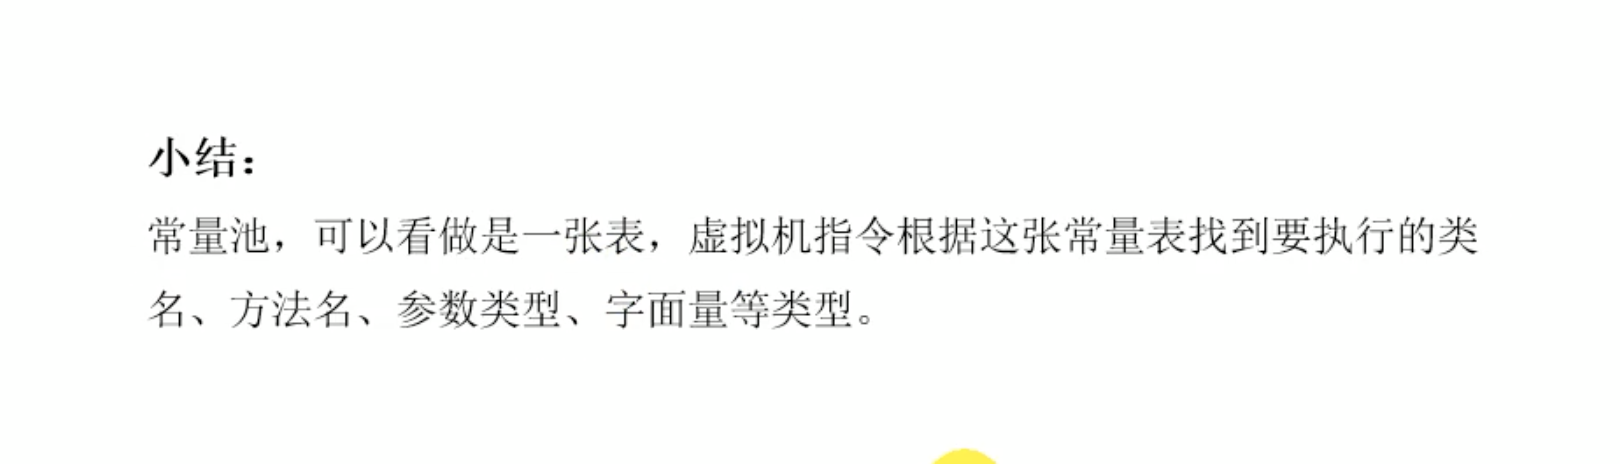 小结：
常量池，可以看做是一张表，虚拟机指令根据这张常量表找到要执行的类
名、方法名、参数类型、字面量等类型。